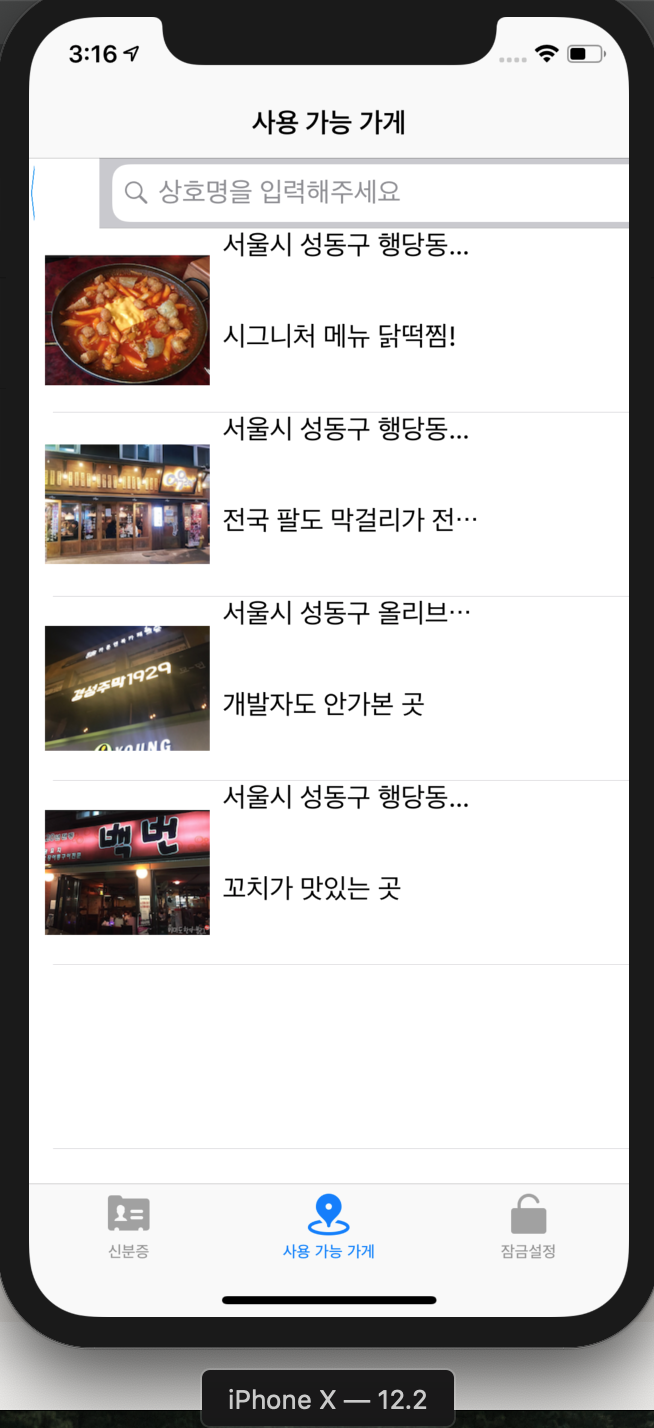 3:16
사용 가능 가게
상호명을 입력해주세요
서울시 성동구 행당동...
시그니처 메뉴 닭떡찜!
서울시 성동구 행당동...
전국 팔도 막걸리가 전…
서울시 성동구 올리브…
경성주막1929
YOUNG
개발자도 안가본 곳
서울시 성동구 행당동...
백번
꼬치가 맛있는 곳
신분증
사용 가능 가게
잠금설정
iPhone X — 12.2